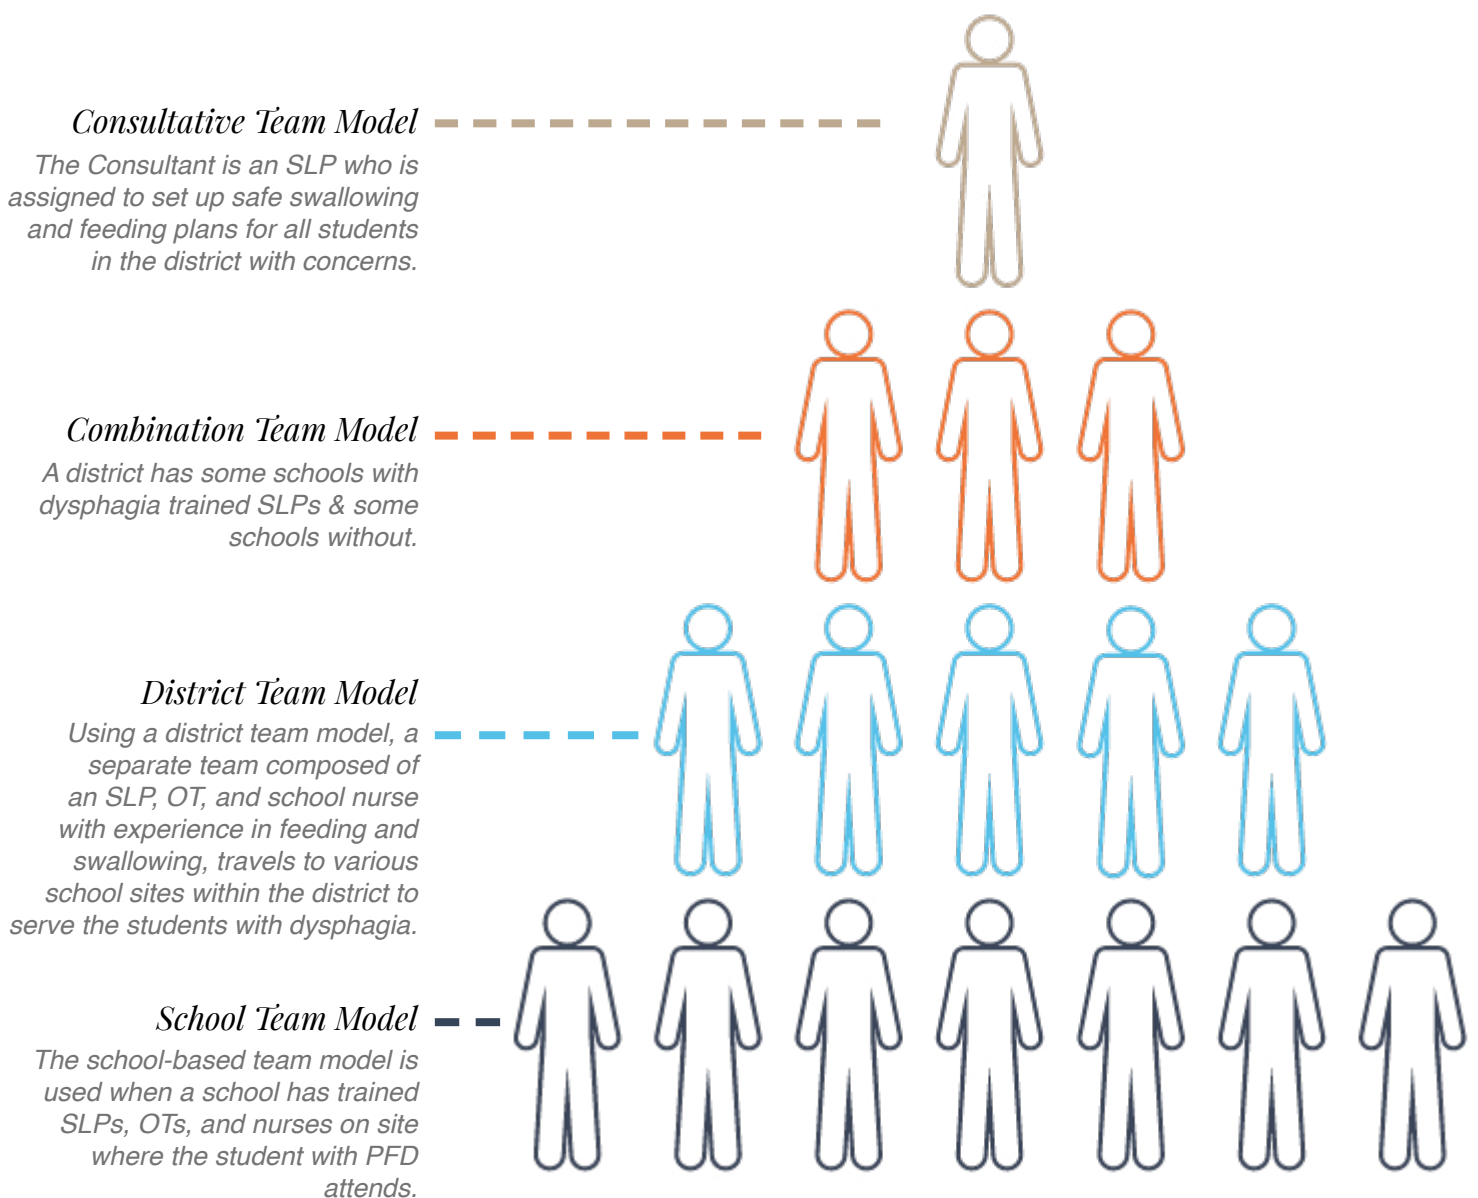 Consultative Team Model
The Consultant is an SLP who is
assigned to set up safe swallowing
and feeding plans for all students
in the district with concerns.
Combination Team Model
A district has some schools with
dysphagia trained SLPs & some
schools without.
District Team Model
Using a district team model, a
separate team composed of
an SLP, OT, and school nurse
with experience in feeding and
swallowing, travels to various
school sites within the district to
serve the students with dysphagia.
School Team Model
The school-based team model is
used when a school has trained
SLPs, OTs, and nurses on site
where the student with PFD
attends.